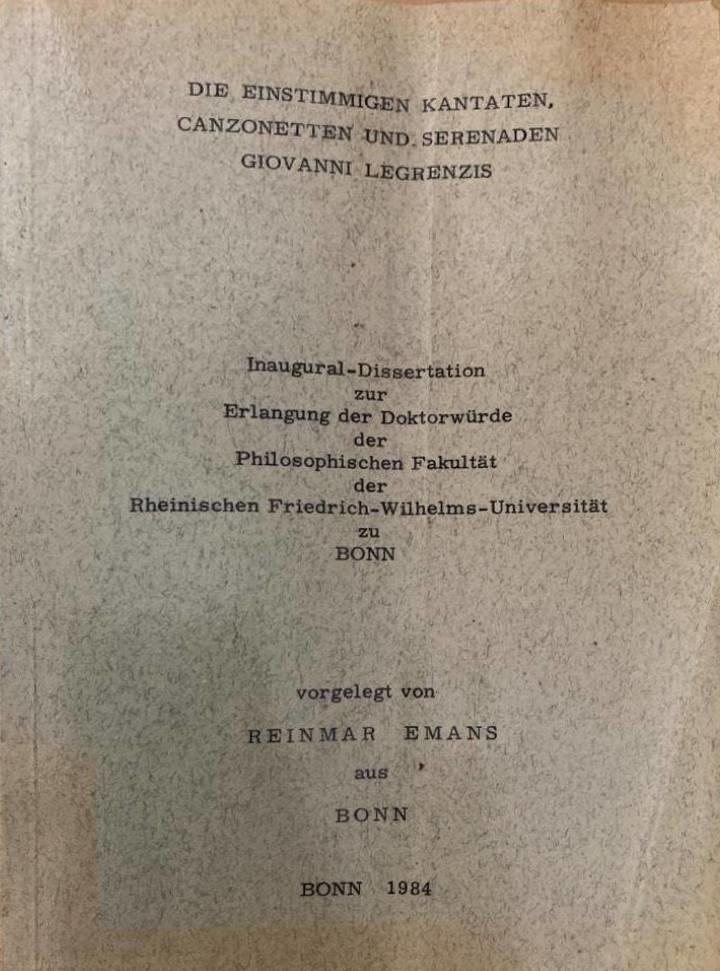 DIE EINSTIMMIGEN KANTATEN,
CANZONETTEN UND SERENADEN
GIOVANNI LEGRENZIS
Inaugural-Dissertation
zur
Erlangung der Doktorwürde
der
Philosophischen Fakultät
der
Rheinischen Friedrich-Wilhelms-Universität
zu
BONN
vorgelegt von
REINMAR EMANS
aus
BONN
BONN 1984